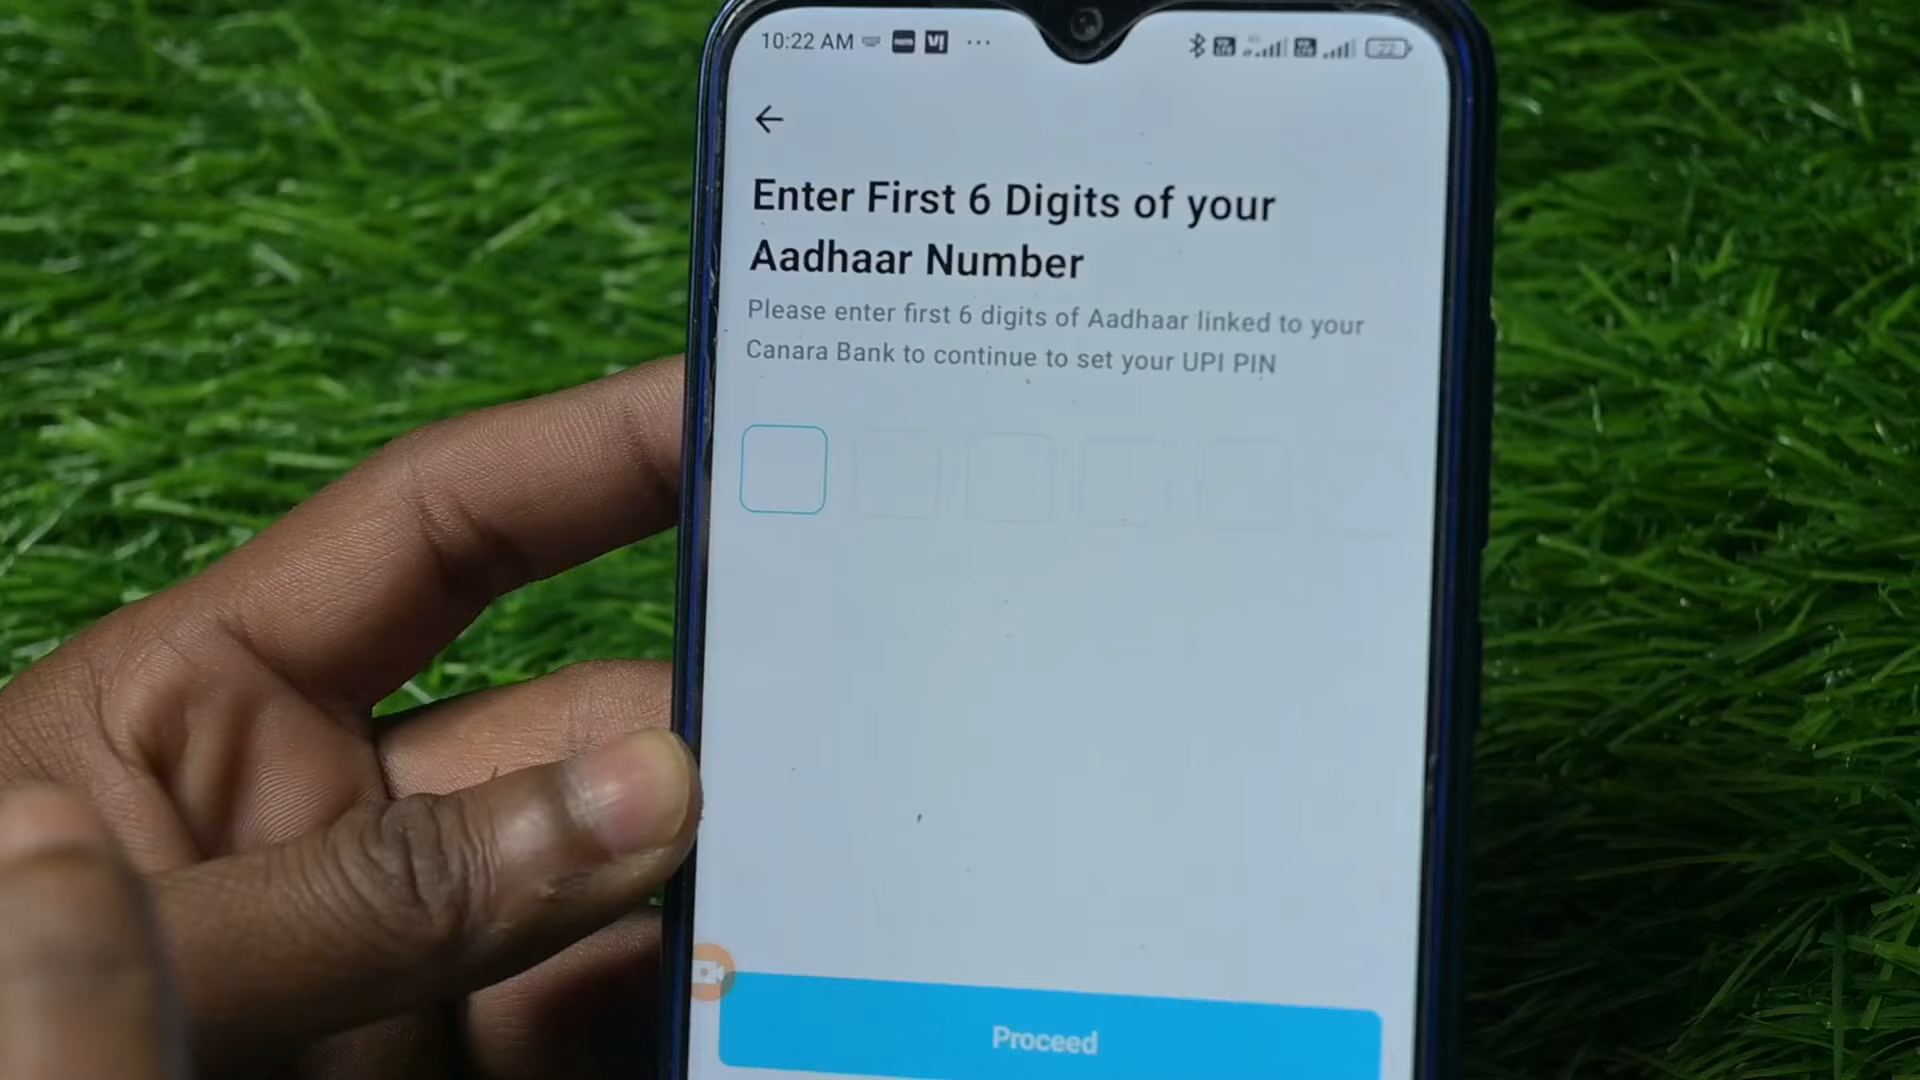 10:22 AM
22
Enter First 6 Digits of your
Aadhaar Number
Please enter first 6 digits of Aadhaar linked to your
Canara Bank to continue to set your UPI PIN
Proceed